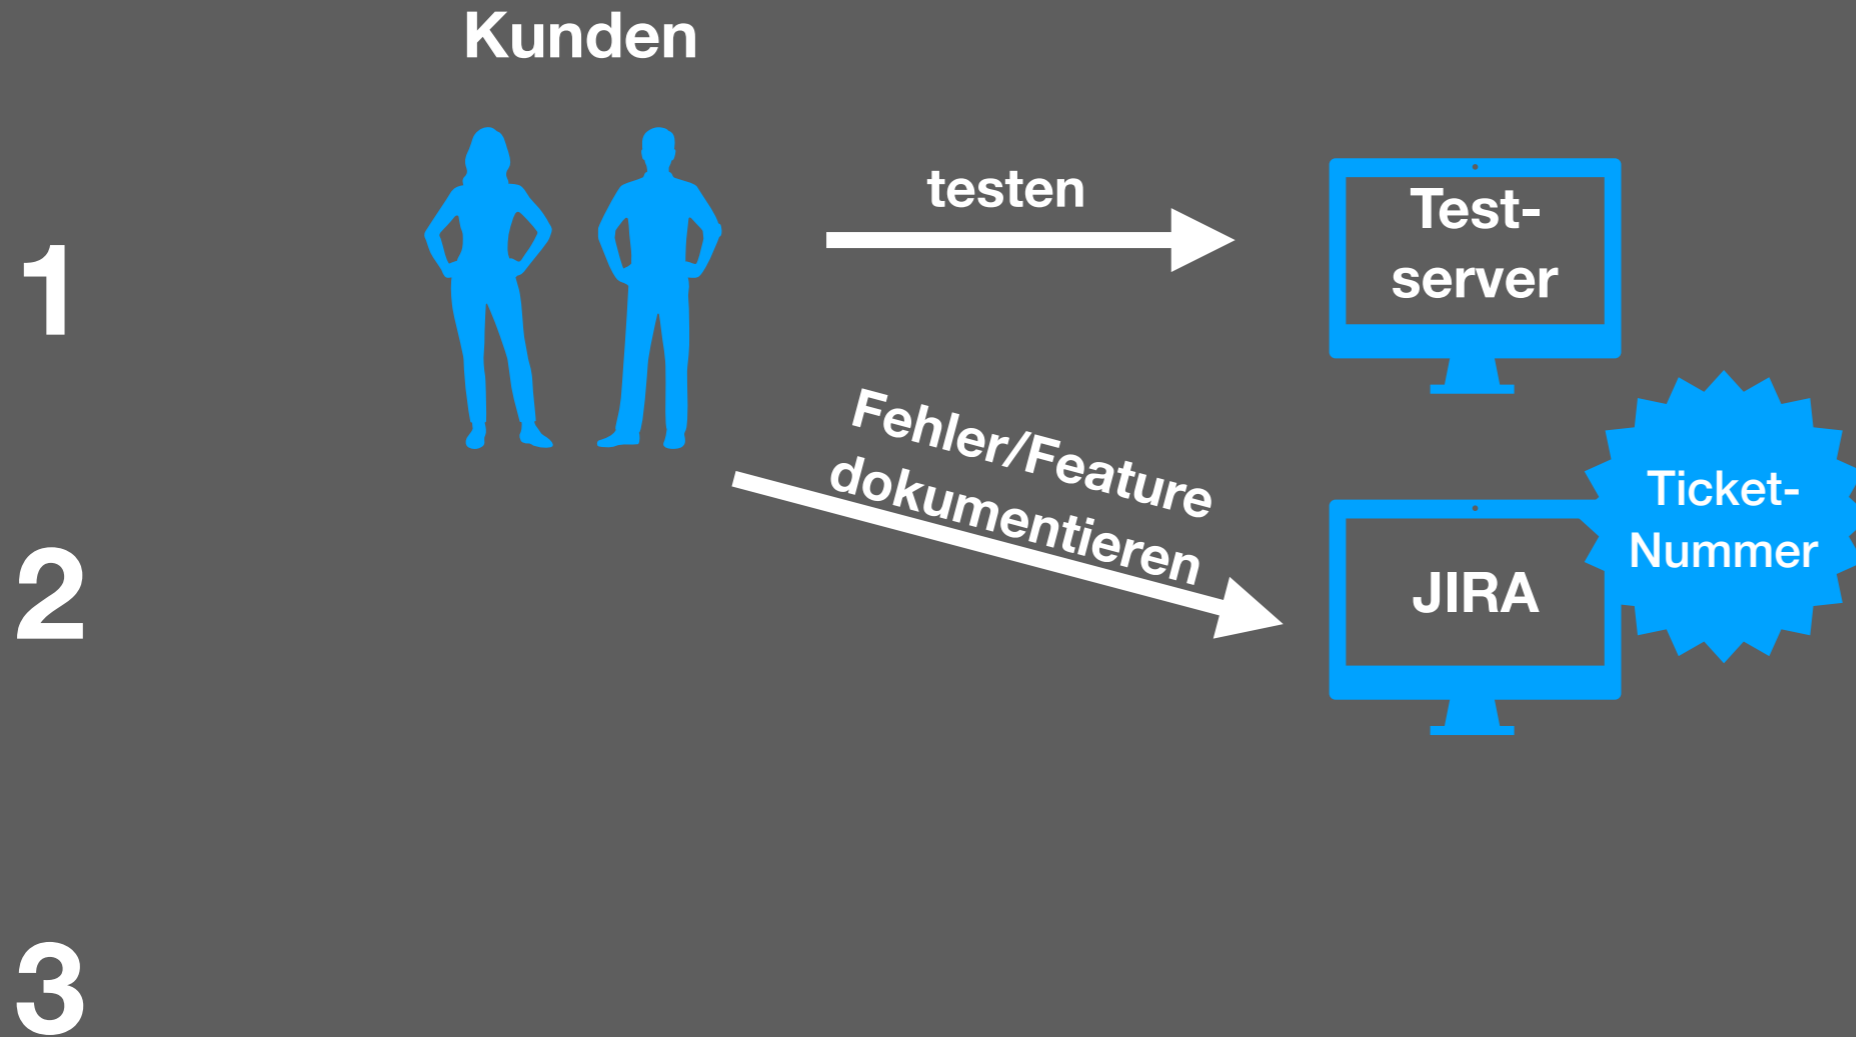 Kunden
1
testen
Test-
server
Fehler/Feature
dokumentieren
Ticket-
Nummer
2
JIRA
3